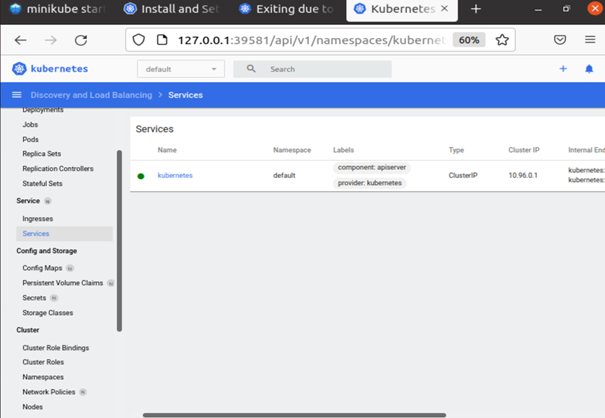 minikube star
Install and Set
Exiting due to
Kubernetes
127.0.0.1:39581/api/v1/namespaces/kubernet
60%
kubernetes
default
Search
Discovery and Load Balancing > Services
Deployments
Jobs
Pods
Replica Sets
Replication Controllers
Stateful Sets
Service N
Ingresses
Services
Config and Storage
Config Maps N
Persistent Volume Claims N
Secrets N
Storage Classes
Cluster
Cluster Role Bindings
Cluster Roles
Namespaces
Network Policies N
Nodes
Services
Name Namespace Labels Type Cluster IP Internal End
kubernetes default component: apiserver provider: kubernetes ClusterIP 10.96.0.1 kubernetes:
kubernetes: